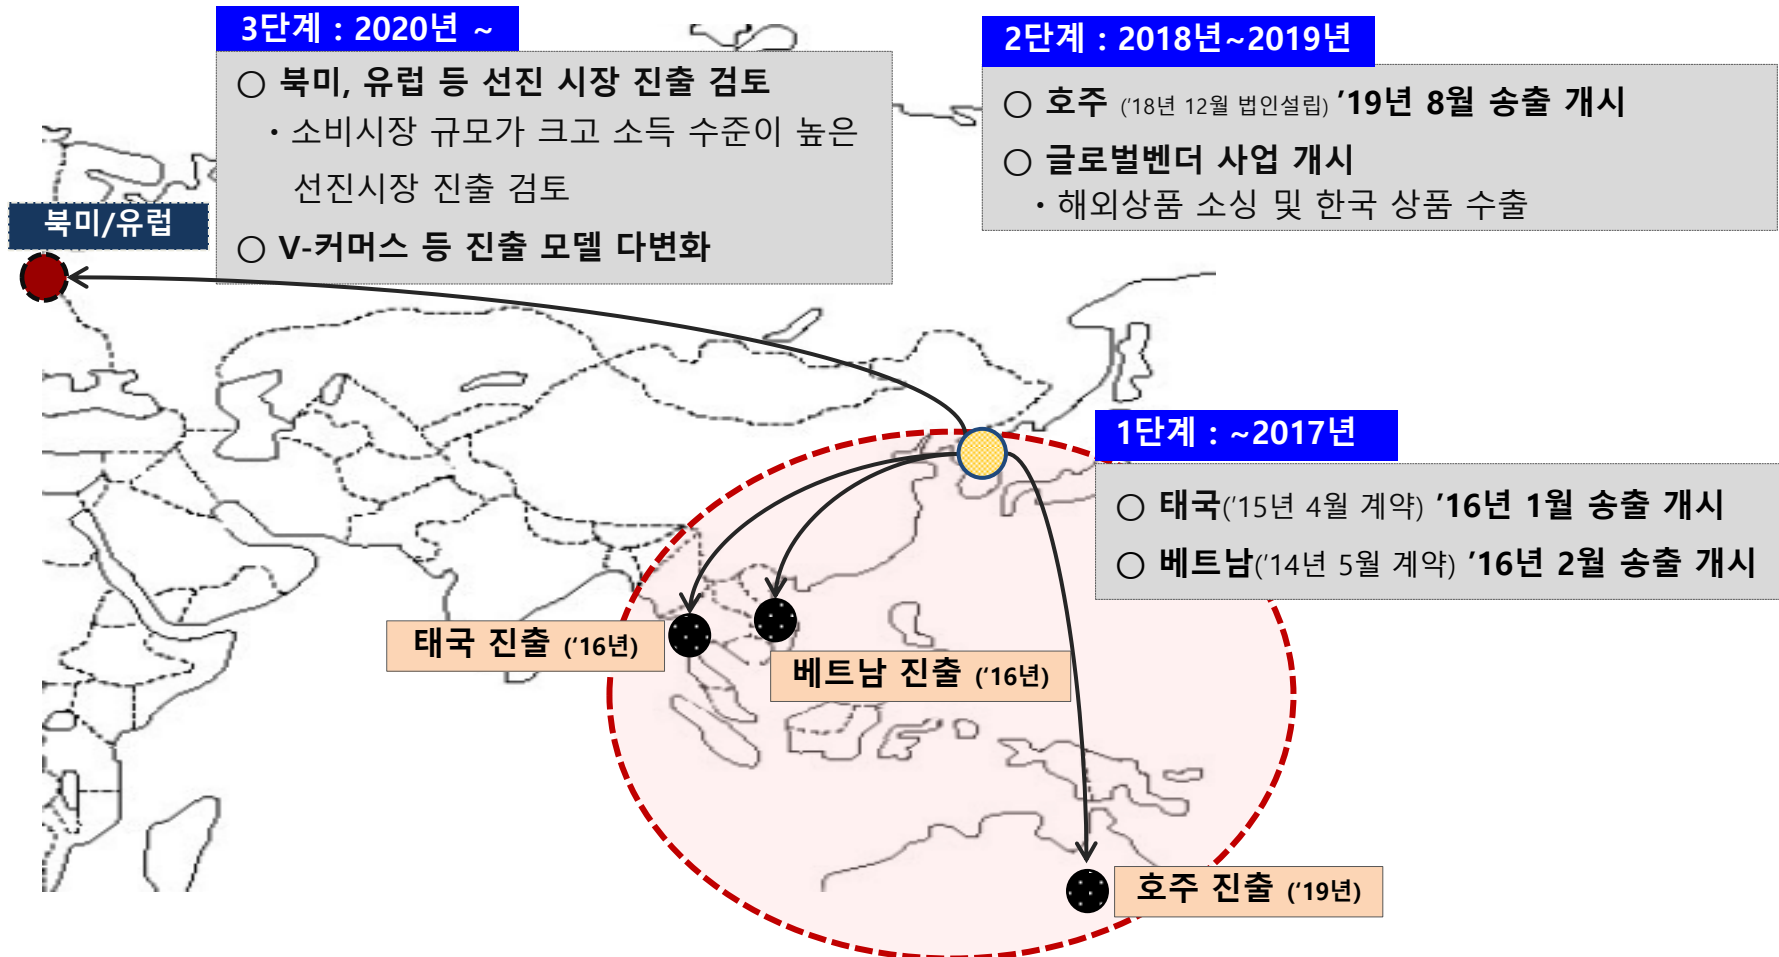 3단계 : 2020년 ~
○ 북미, 유럽 등 선진 시장 진출 검토
· 소비시장 규모가 크고 소득 수준이 높은
선진시장 진출 검토
○ V-커머스 등 진출 모델 다변화
2단계 : 2018년~2019년
○ 호주 (’18년 12월 법인설립) ’19년 8월 송출 개시
○ 글로벌벤더 사업 개시
· 해외상품 소싱 및 한국 상품 수출
북미/유럽
1단계 : ~2017년
○ 태국(’15년 4월 계약) ’16년 1월 송출 개시
○ 베트남(’14년 5월 계약) ’16년 2월 송출 개시
태국 진출 (‘16년)
베트남 진출 (‘16년)
호주 진출 (‘19년)